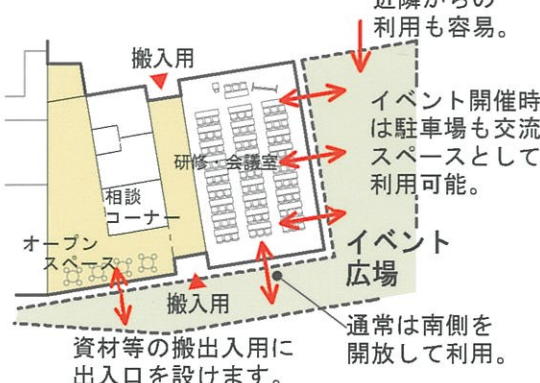 近隣からの
利用も容易。
搬入用
イベント開催時
は駐車場も交流
スペースとして
利用可能。
研修・会議室
相談
コーナー
オープン
スペース
イベント
広場
搬入用
通常は南側を
開放して利用。
資材等の搬出入用に
出入口を設けます。